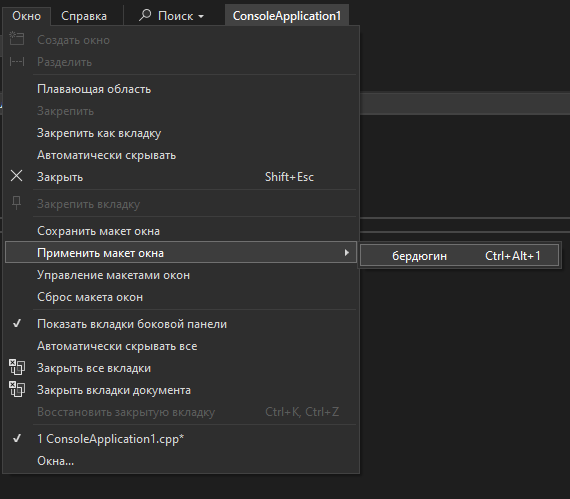 Окно Справка Поиск ConsoleApplication1
Создать окно
Разделить
Плавающая область
Закрепить
Закрепить как вкладку
Автоматически скрывать
Закрыть Shift+Esc
Закрепить вкладку
Сохранить макет окна
Применить макет окна бердюгин Ctrl+Alt+1
Управление макетами окон
Сброс макета окон
Показать вкладки боковой панели
Автоматически скрывать все
Закрыть все вкладки
Закрыть вкладки документа
Восстановить закрытую вкладку Ctrl+K, Ctrl+Z
1 ConsoleApplication1.cpp*
Окна...